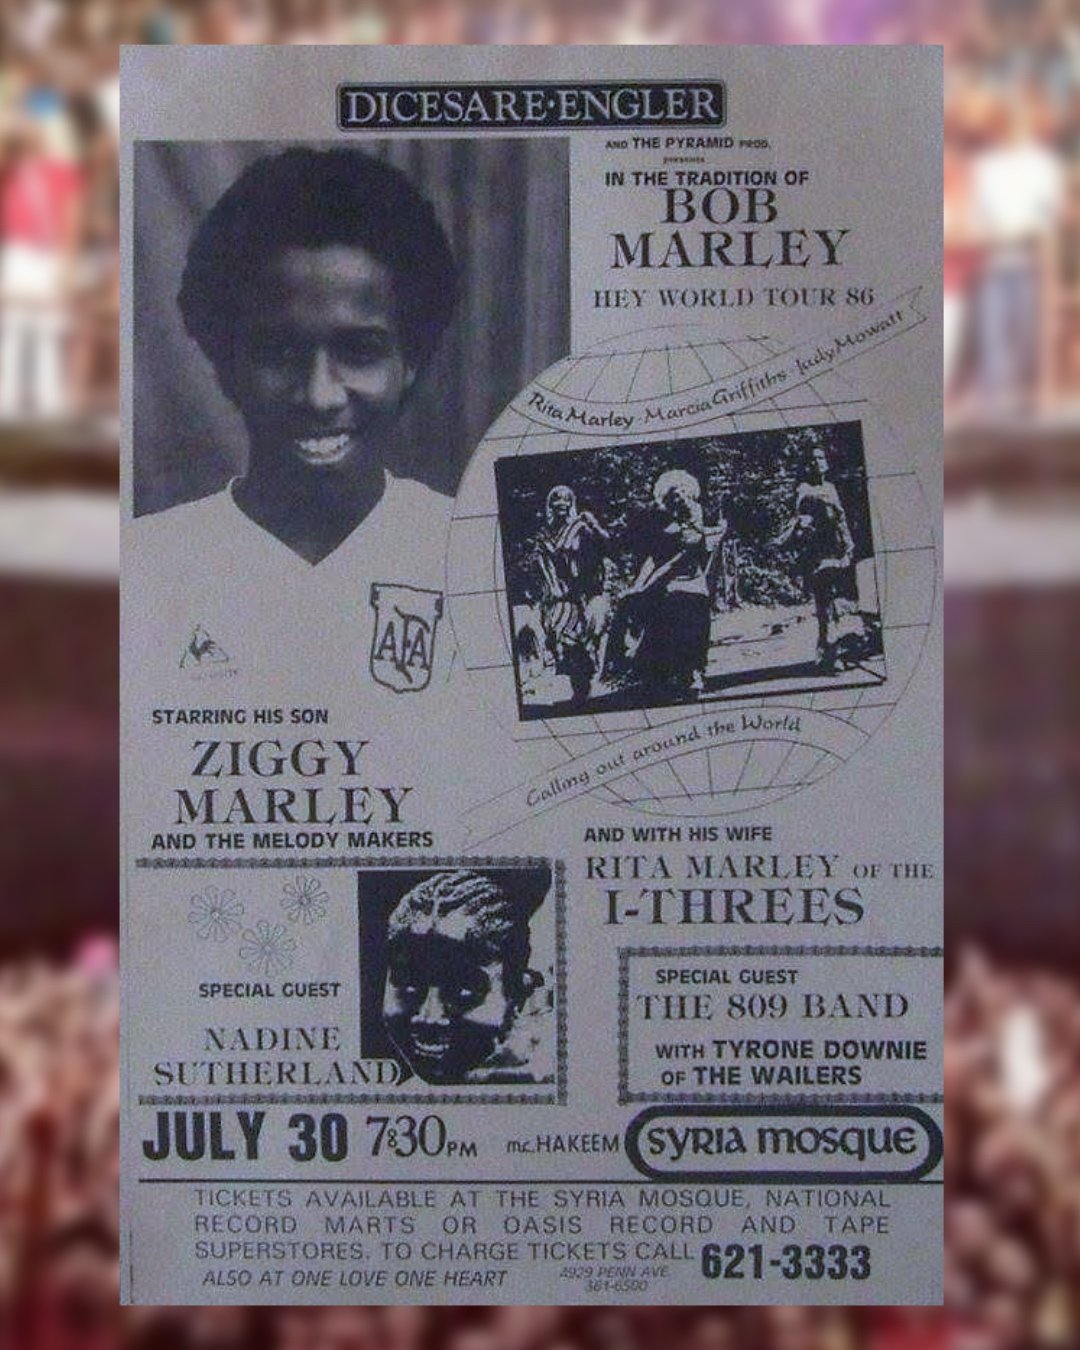 DICESARE·ENGLER
AND THE PYRAMID PROD.
presents
IN THE TRADITION OF
BOB
MARLEY
HEY WORLD TOUR 86
Rita Marley · Marcia Griffiths Judy Mowatt
AFA
Calling out around the World
STARRING HIS SON
ZIGGY
MARLEY
AND THE MELODY MAKERS
AND WITH HIS WIFE
RITA MARLEY OF THE
I-THREES
SPECIAL GUEST
NADINE
SUTHERLAND
SPECIAL GUEST
THE 809 BAND
WITH TYRONE DOWNIE
OF THE WAILERS
JULY 30 7:30 PM mc. HAKEEM SYRIA MOSQUE
TICKETS AVAILABLE AT THE SYRIA MOSQUE, NATIONAL
RECORD MARTS OR OASIS RECORD AND TAPE
SUPERSTORES. TO CHARGE TICKETS CALL 621-3333
ALSO AT ONE LOVE ONE HEART 4929 PENN AVE.
361-6500